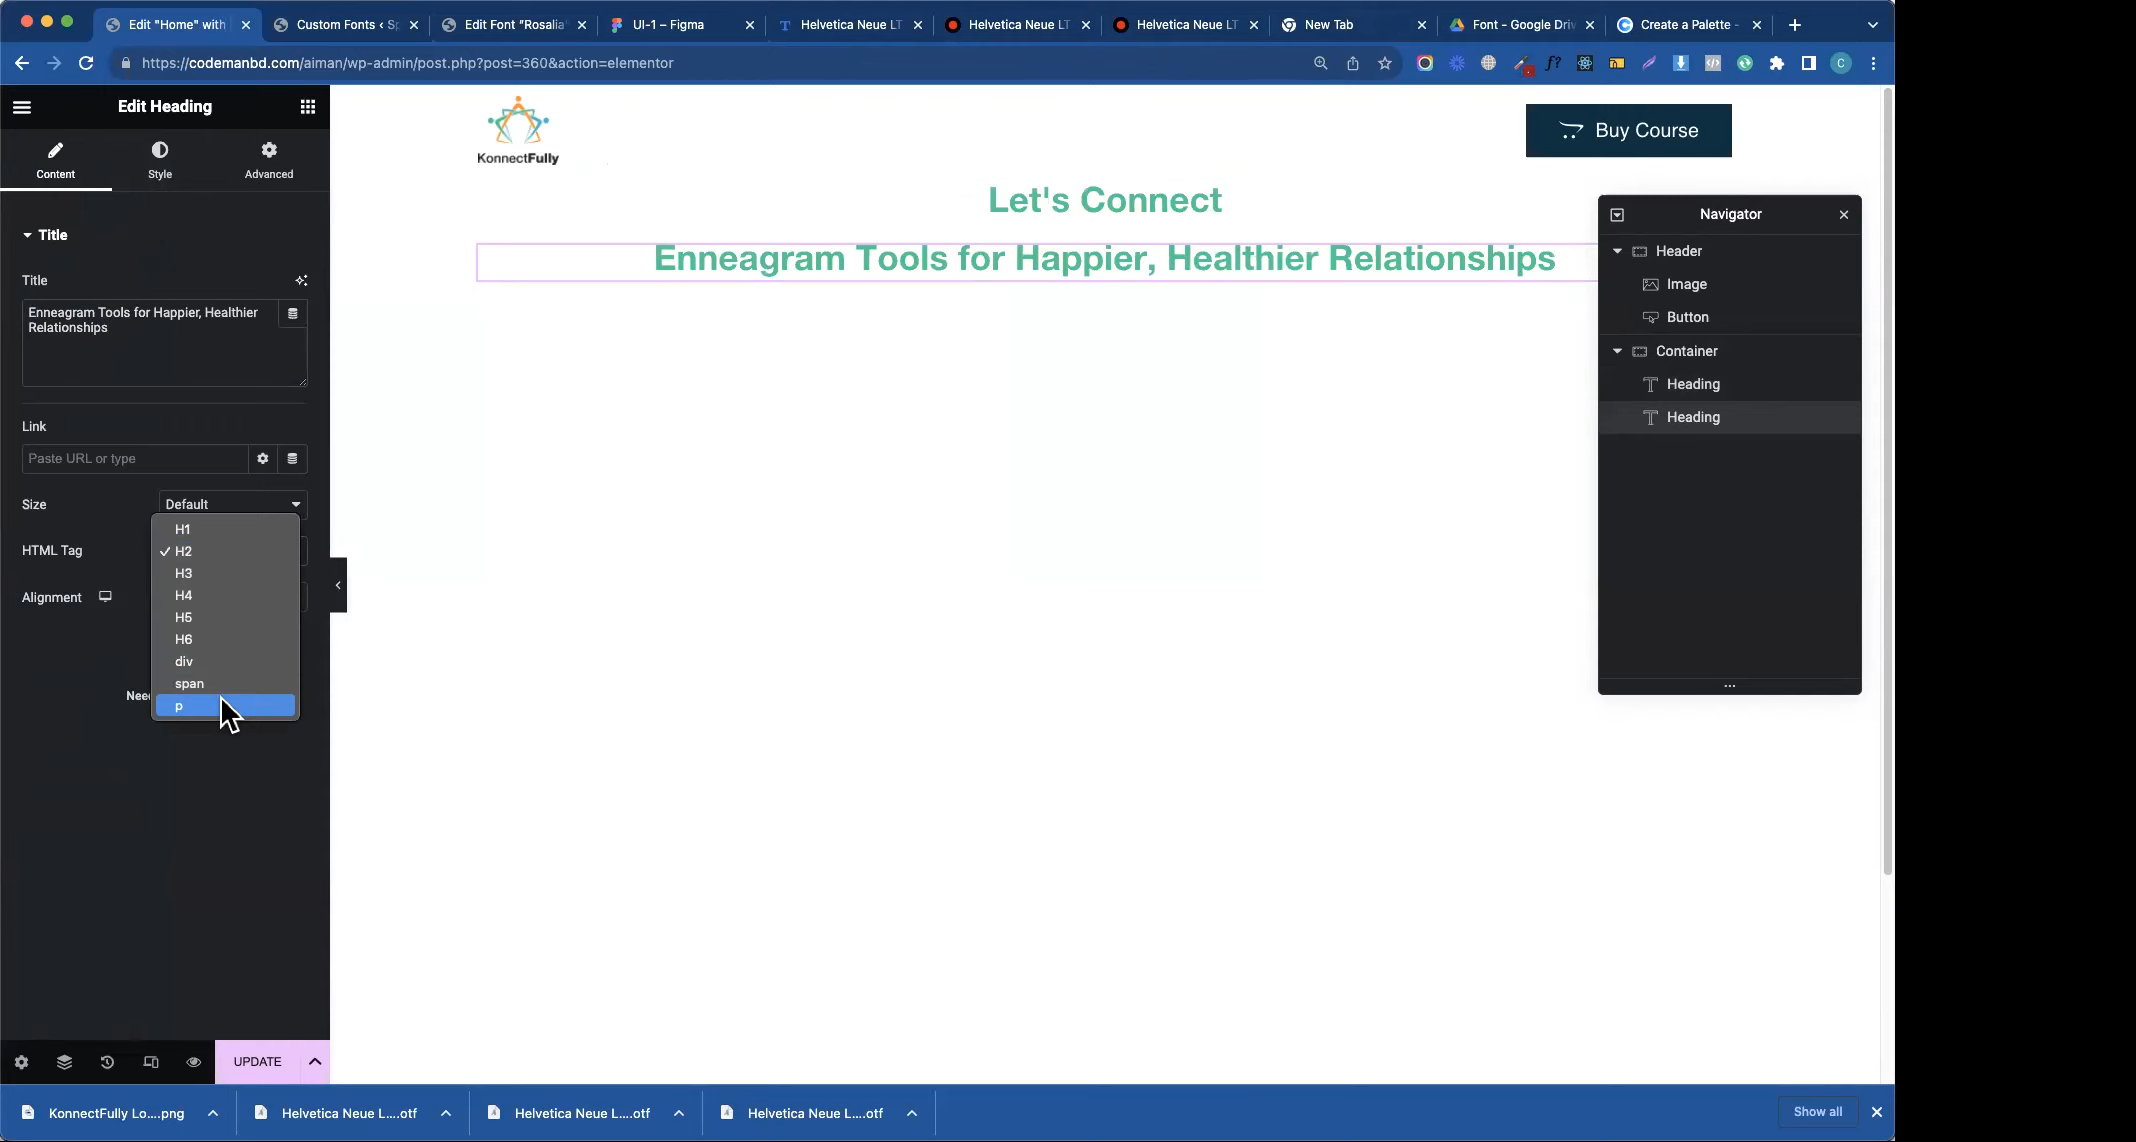 Edit "Home" with
Custom Fonts ‹ Sp
Edit Font "Rosalia"
UI-1 – Figma
Helvetica Neue LT
Helvetica Neue LT
Helvetica Neue LT
New Tab
Font - Google Driv
Create a Palette -
https://codemanbd.com/aiman/wp-admin/post.php?post=360&action=elementor
f?
C
Edit Heading
Content
Style
Advanced
Title
Title
Enneagram Tools for Happier, Healthier
Relationships
Link
Paste URL or type
Size
Default
HTML Tag
H1
H2
H3
H4
H5
H6
div
span
p
Alignment
Need
UPDATE
KonnectFully
Buy Course
Let's Connect
Enneagram Tools for Happier, Healthier Relationships
Navigator
Header
Image
Button
Container
Heading
Heading
...
KonnectFully Lo....png
Helvetica Neue L....otf
Helvetica Neue L....otf
Helvetica Neue L....otf
Show all